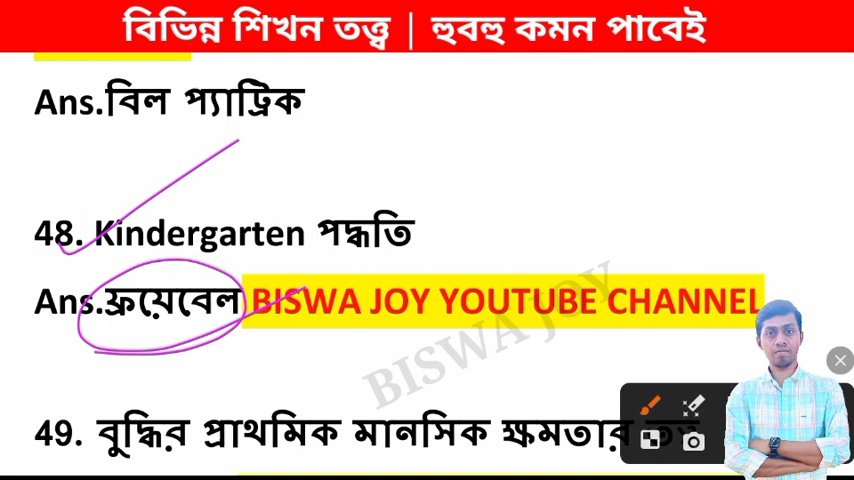 বিভিন্ন শিখন তত্ত্ব | হুবহু কমন পাবেই
Ans.বিল প্যাট্রিক
48. Kindergarten পদ্ধতি
Ans.ফ্রয়েবেল BISWA JOY YOUTUBE CHANNEL
BISWA JOY
49. বুদ্ধির প্রাথমিক মানসিক ক্ষমতার তত্ত্ব